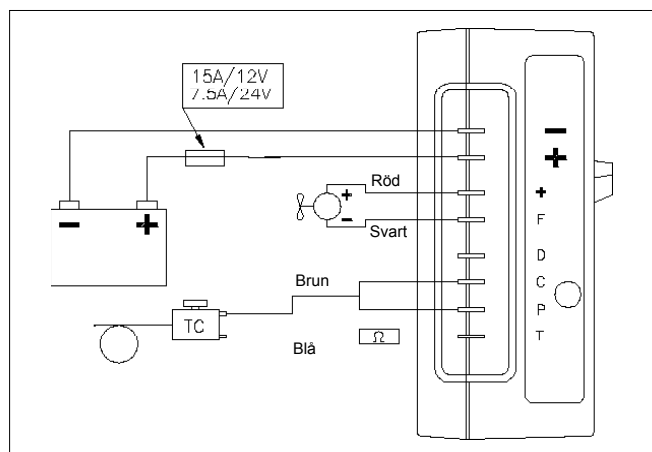 15A/12V
7.5A/24V
−
+
− +
Röd
+
+
−
F
Svart
D
Brun
C
P
TC
T
Blå
Ω